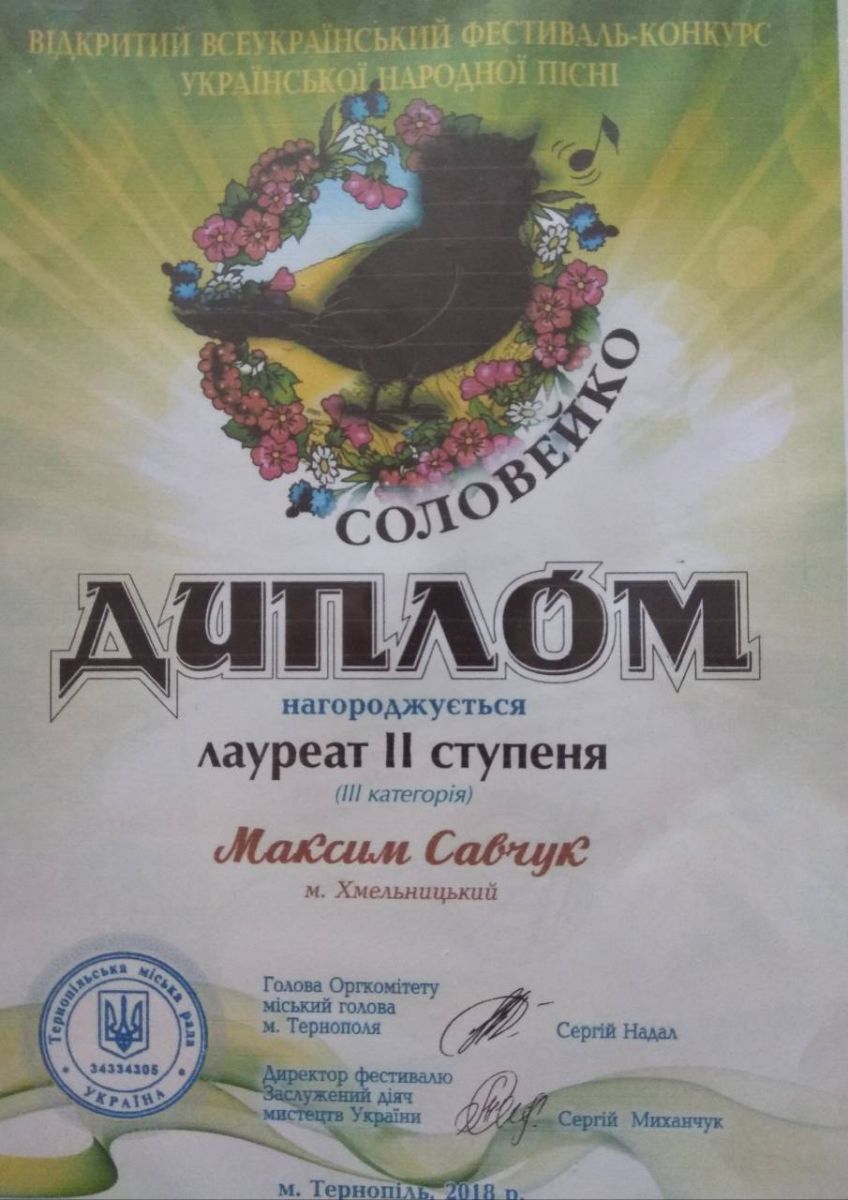 ВІДКРИТИЙ ВСЕУКРАЇНСЬКИЙ ФЕСТИВАЛЬ-КОНКУРС
УКРАЇНСЬКОЇ НАРОДНОЇ ПІСНІ
СОЛОВЕЙКО
ДИПЛОМ
нагороджується
лауреат II ступеня
(III категорія)
Максим Савчук
м. Хмельницький
Голова Оргкомітету
міський голова
м. Тернополя
Сергій Надал
Директор фестивалю
Заслужений діяч
мистецтв України
Сергій Миханчук
Тернопільська міська рада
34334305
УКРАЇНА
м. Тернопіль, 2018 р.